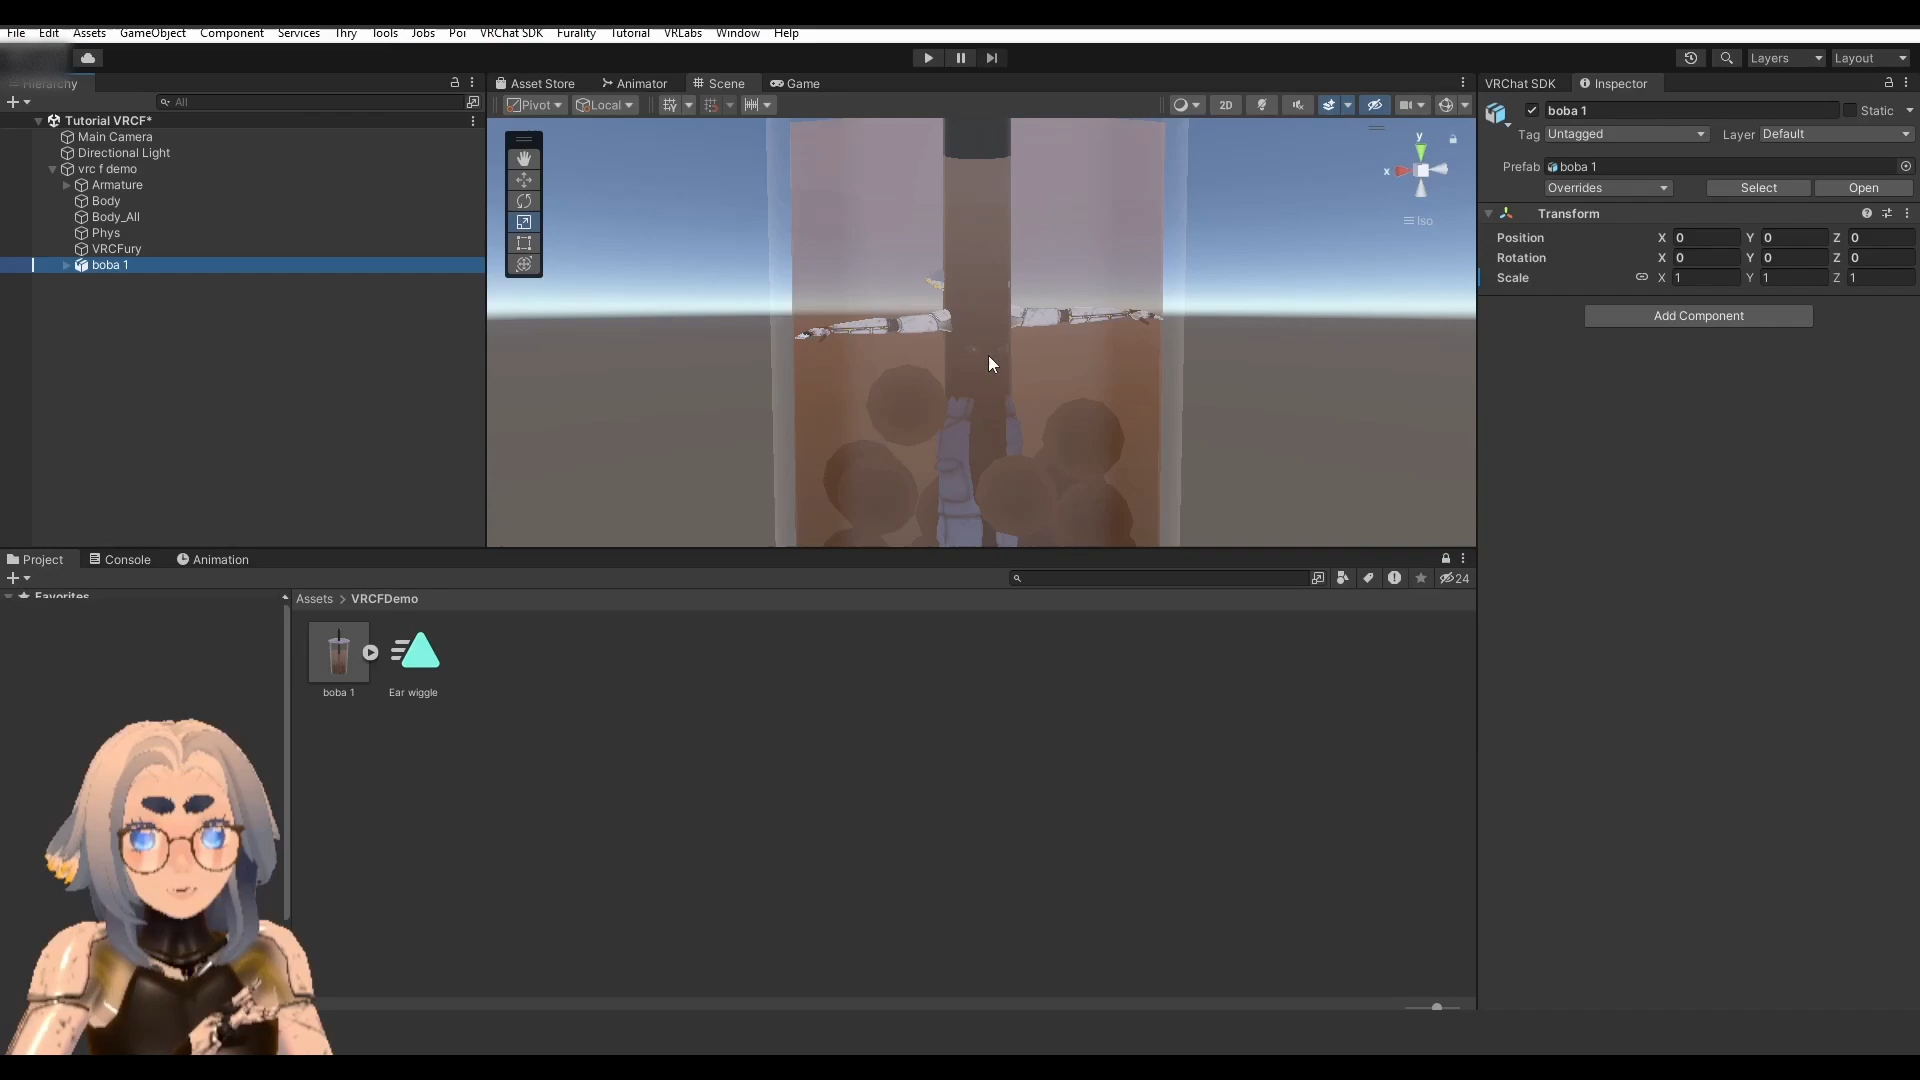 File Edit Assets GameObject Component Services Thry Tools Jobs Poi VRChat SDK Furality Tutorial VRLabs Window Help
Layers Layout
Hierarchy Asset Store Animator Scene Game VRChat SDK Inspector
All Pivot Local 2D boba 1 Static
Tutorial VRCF*
Main Camera Tag Untagged Layer Default
Directional Light
vrc f demo Prefab boba 1
Armature Overrides Select Open
Body
Body_All Transform
Phys Position X 0 Y 0 Z 0
VRCFury Rotation X 0 Y 0 Z 0
boba 1 Scale X 1 Y 1 Z 1
y
x
Iso
Add Component
Project Console Animation
24
Favorites Assets > VRCFDemo
boba 1 Ear wiggle